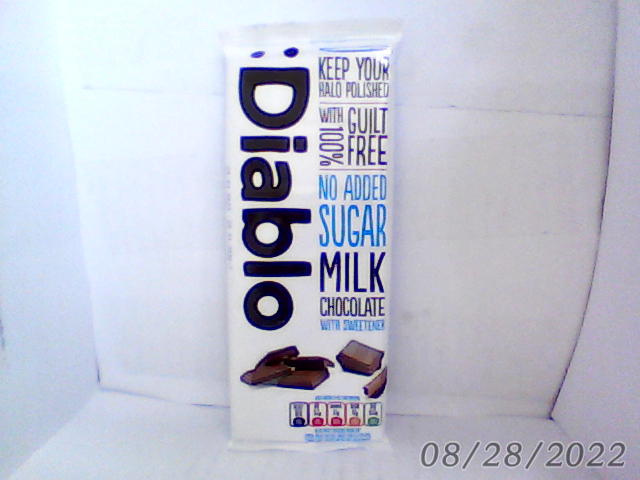 :Diablo
KEEP YOUR
HALO POLISHED
WITH 100% GUILT
FREE
NO ADDED
SUGAR
MILK
CHOCOLATE
WITH SWEETENER
08/28/2022